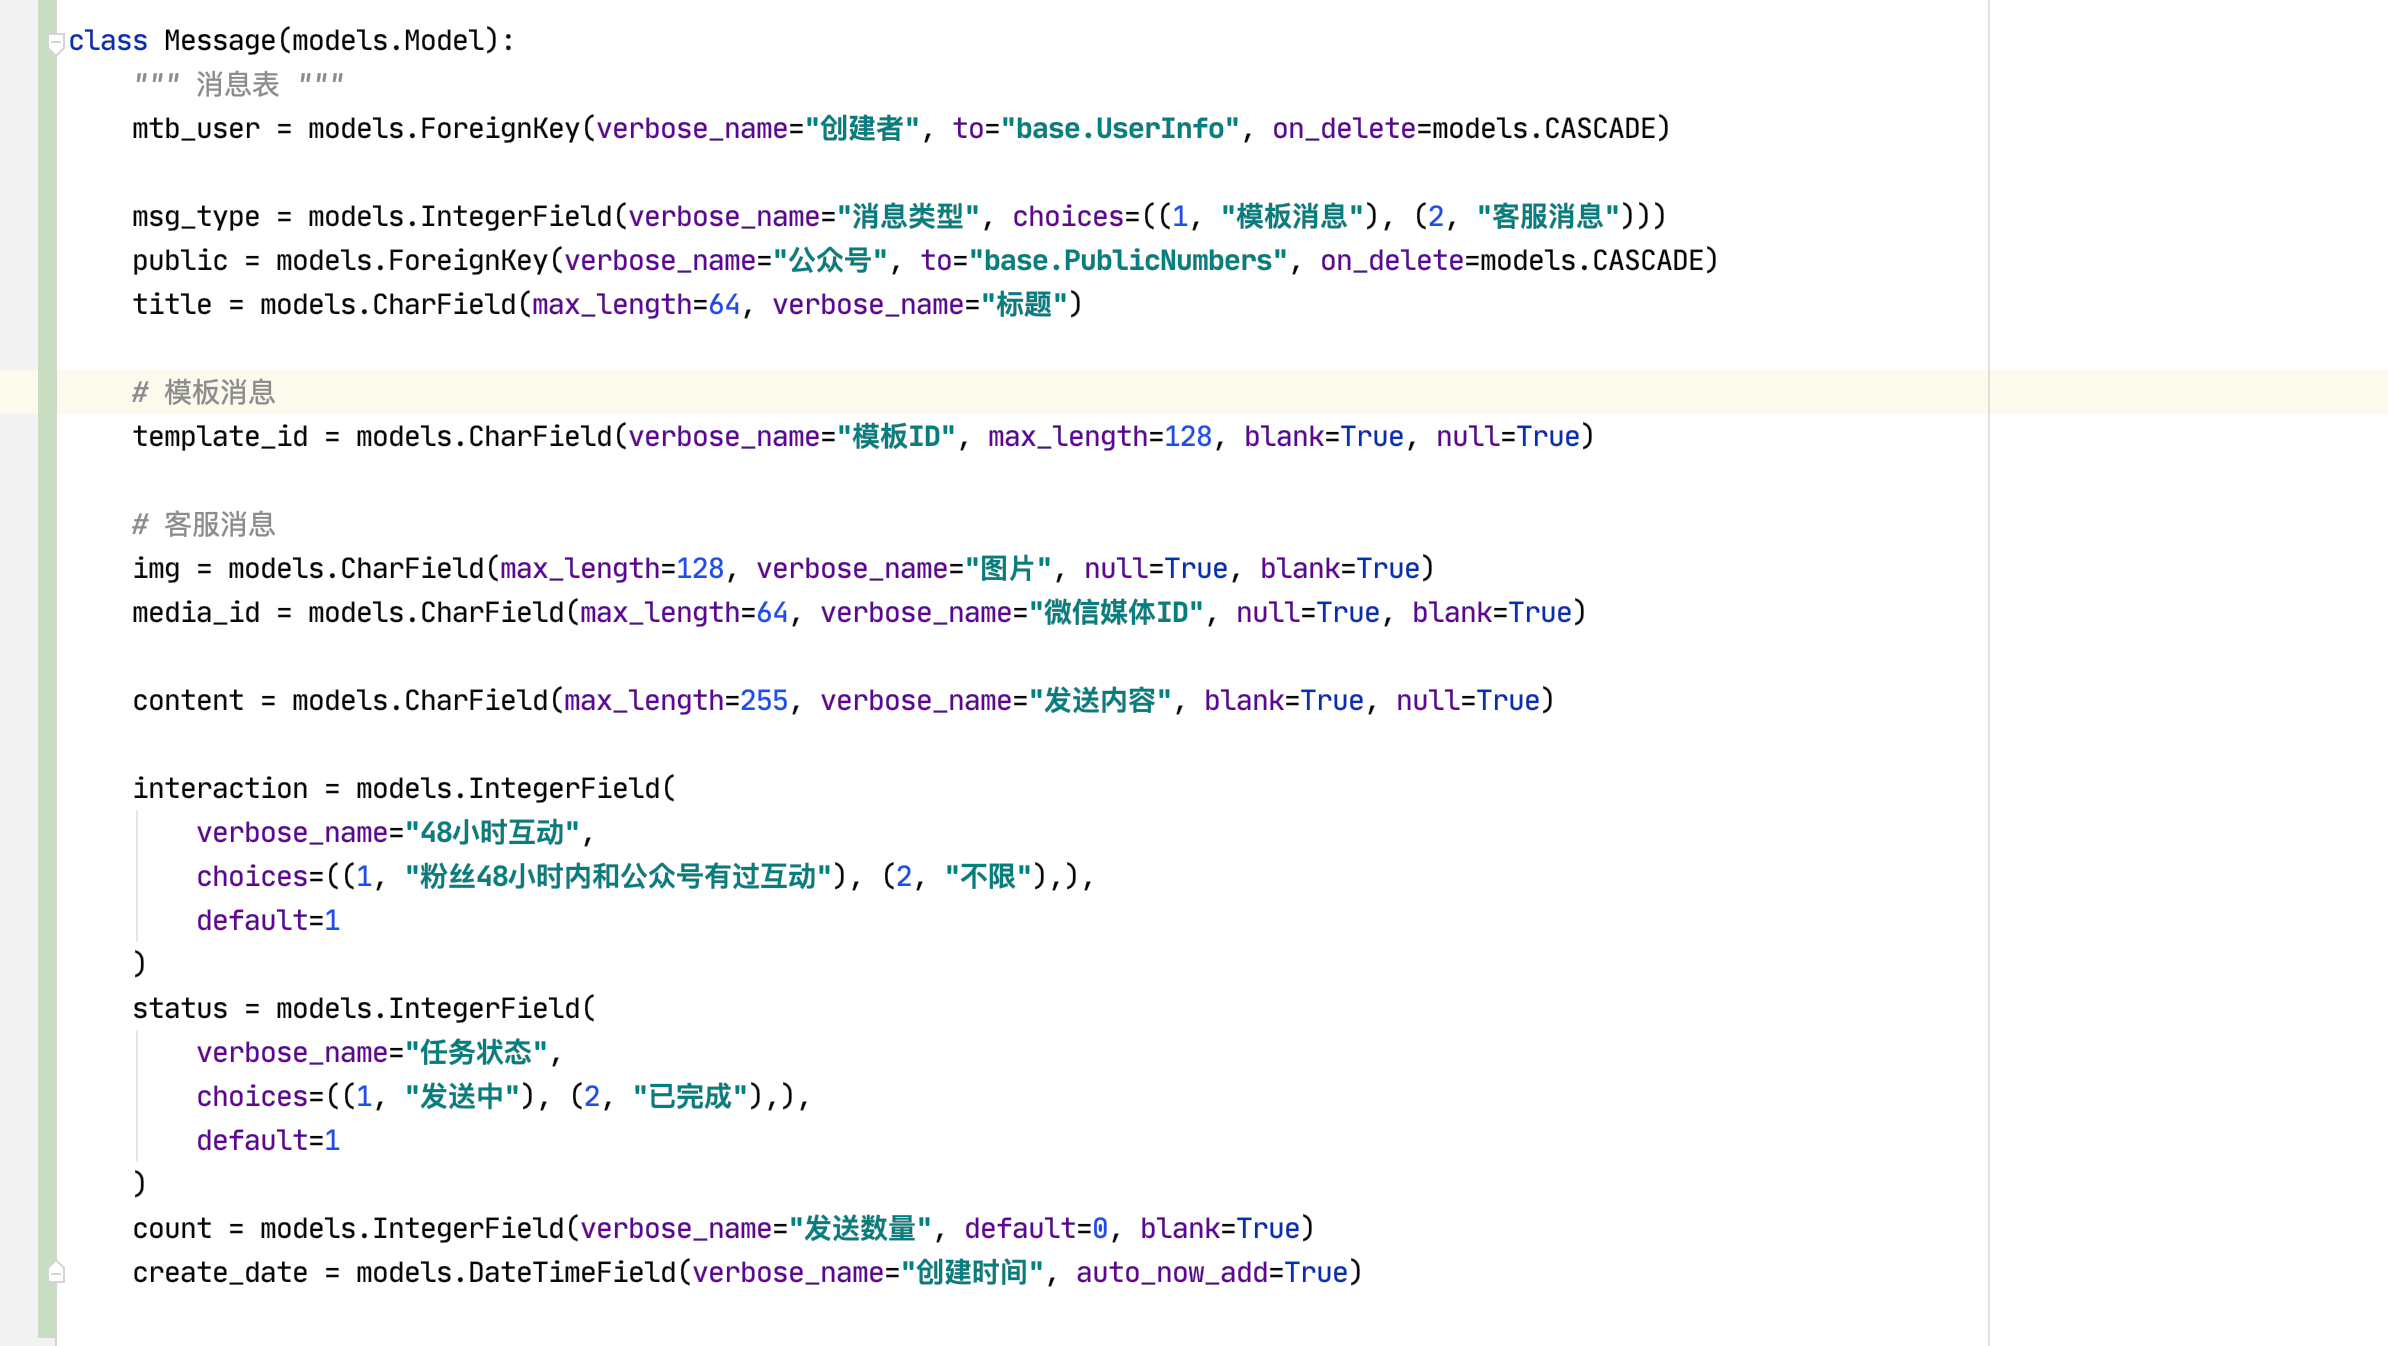 class Message(models.Model):
    """ 消息表 """
    mtb_user = models.ForeignKey(verbose_name="创建者", to="base.UserInfo", on_delete=models.CASCADE)
    msg_type = models.IntegerField(verbose_name="消息类型", choices=((1, "模板消息"), (2, "客服消息")))
    public = models.ForeignKey(verbose_name="公众号", to="base.PublicNumbers", on_delete=models.CASCADE)
    title = models.CharField(max_length=64, verbose_name="标题")
    # 模板消息
    template_id = models.CharField(verbose_name="模板ID", max_length=128, blank=True, null=True)
    # 客服消息
    img = models.CharField(max_length=128, verbose_name="图片", null=True, blank=True)
    media_id = models.CharField(max_length=64, verbose_name="微信媒体ID", null=True, blank=True)
    content = models.CharField(max_length=255, verbose_name="发送内容", blank=True, null=True)
    interaction = models.IntegerField(
        verbose_name="48小时互动",
        choices=((1, "粉丝48小时内和公众号有过互动"), (2, "不限"),),
        default=1
    )
    status = models.IntegerField(
        verbose_name="任务状态",
        choices=((1, "发送中"), (2, "已完成"),),
        default=1
    )
    count = models.IntegerField(verbose_name="发送数量", default=0, blank=True)
    create_date = models.DateTimeField(verbose_name="创建时间", auto_now_add=True)